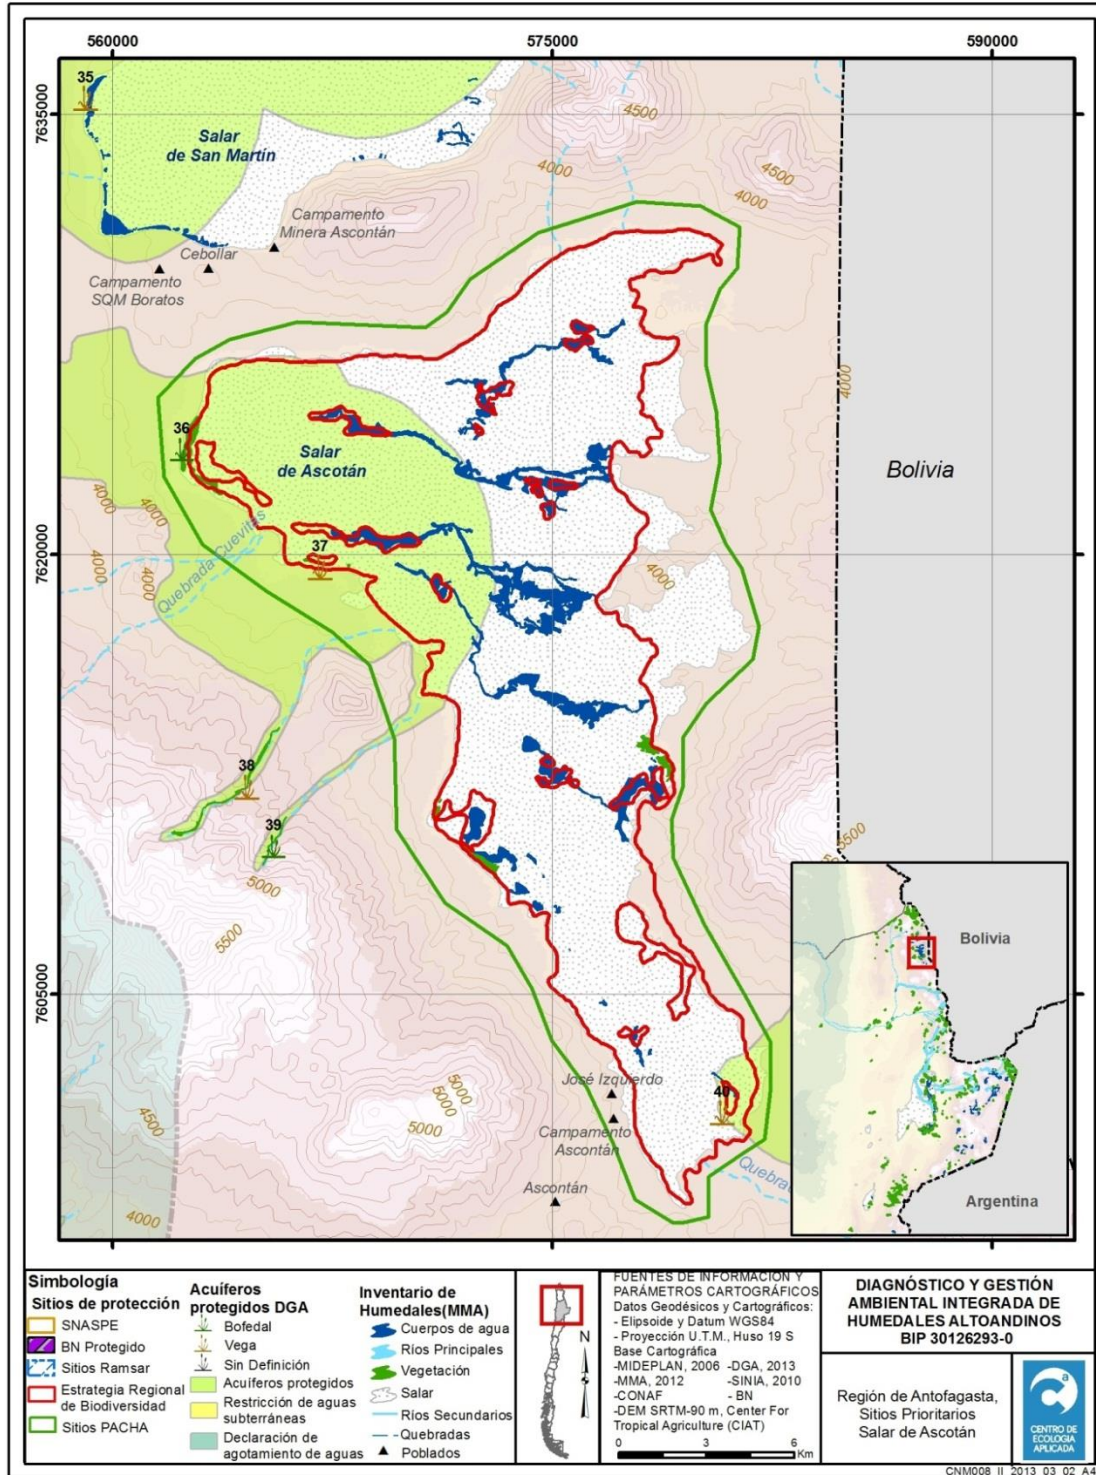 560000
575000
590000
7635000
7620000
7605000
35
Salar
de San Martín
4500
4000
4500
4000
Campamento
Minera Ascontán
Cebollar
Campamento
SQM Boratos
4000
Bolivia
36
Salar
de Ascotán
4000
4000
4000
4000
4000
Quebrada Cuevitas
37
38
39
5000
5500
5500
5000
5000
5000
4500
4000
José Izquierdo
Campamento
Ascontán
Ascontán
40
Bolivia
Argentina
Simbología
Sitios de protección
SNASPE
BN Protegido
Sitios Ramsar
Estrategia Regional
de Biodiversidad
Sitios PACHA
Acuíferos
protegidos DGA
Bofedal
Vega
Sin Definición
Acuíferos protegidos
Restricción de aguas
subterráneas
Declaración de
agotamiento de aguas
Inventario de
Humedales(MMA)
Cuerpos de agua
Ríos Principales
Vegetación
Salar
Ríos Secundarios
Quebradas
Poblados
N
FUENTES DE INFORMACIÓN Y
PARÁMETROS CARTOGRÁFICOS
Datos Geodésicos y Cartográficos:
- Elipsoide y Datum WGS84
- Proyección U.T.M., Huso 19 S
Base Cartográfica
-MIDEPLAN, 2006 -DGA, 2013
-MMA, 2012 -SINIA, 2010
-CONAF - BN
-DEM SRTM-90 m, Center For
Tropical Agriculture (CIAT)
0 3 6
Km
DIAGNÓSTICO Y GESTIÓN
AMBIENTAL INTEGRADA DE
HUMEDALES ALTOANDINOS
BIP 30126293-0
Región de Antofagasta,
Sitios Prioritarios
Salar de Ascotán
a
CENTRO DE
ECOLOGÍA
APLICADA
CNM008_II_2013_03_02_A4